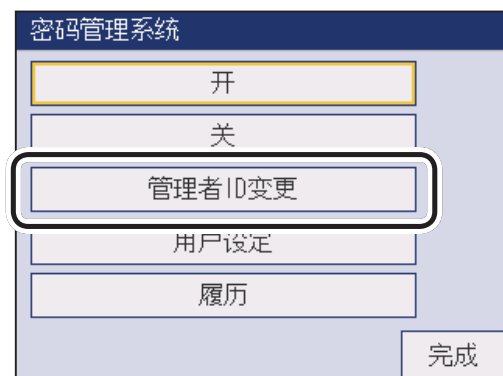 密码管理系统
开
关
管理者ID变更
用户设定
履历
完成